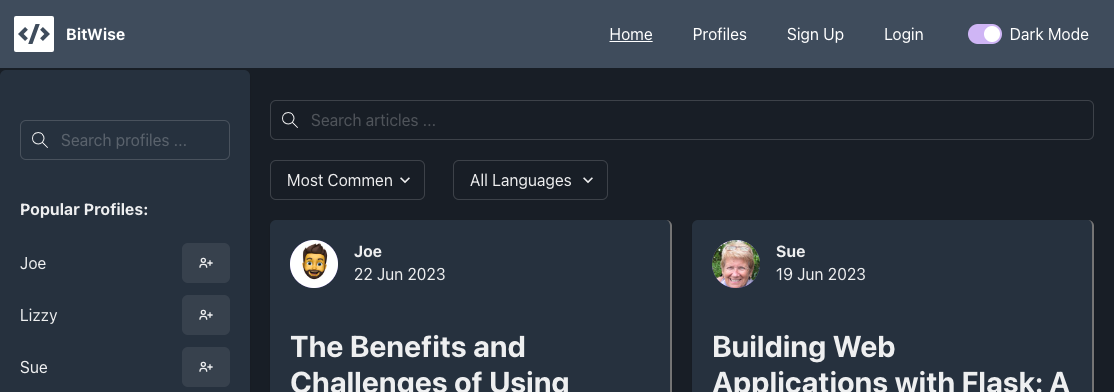 BitWise
Home Profiles Sign Up Login Dark Mode
Search profiles ...
Popular Profiles:
Joe
Lizzy
Sue
Search articles ...
Most Commen All Languages
Joe
22 Jun 2023
The Benefits and
Challenges of Using
Sue
19 Jun 2023
Building Web
Applications with Flask: A